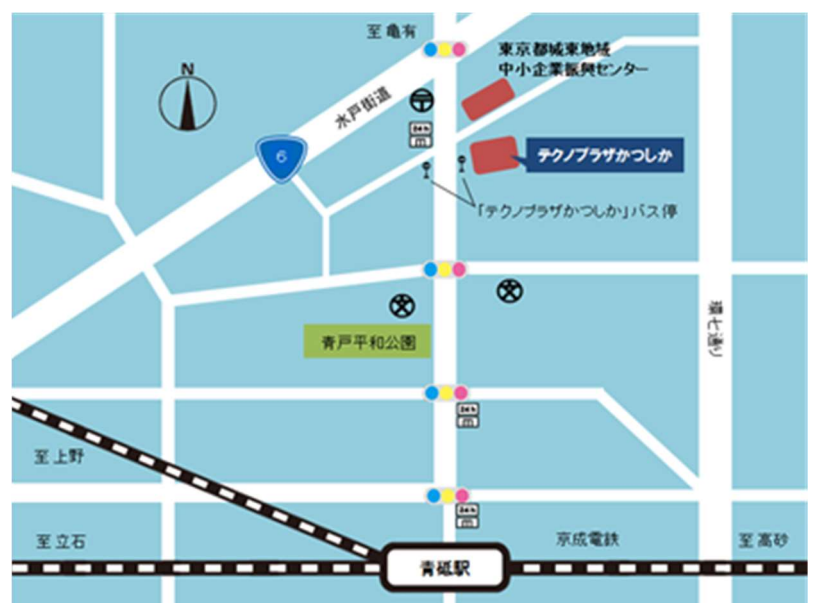 至 亀有
東京都城東地域
中小企業振興センター
N
水戸街道
24h
6
テクノプラザかつしか
「テクノプラザかつしか」バス停
環七通り
青戸平和公園
24h
至 上野
24h
至 立石
京成電鉄
至 高砂
青砥駅